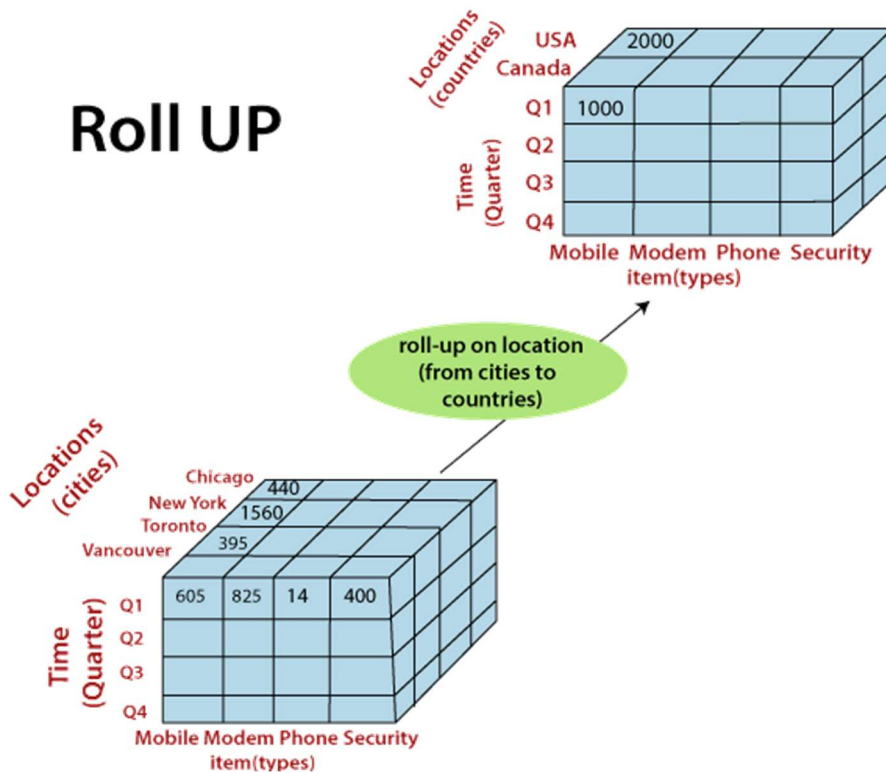 Roll UP
Locations
(countries)
USA
2000
Canada
Q1
1000
Q2
Q3
Q4
Time
(Quarter)
Mobile Modem Phone Security
item(types)
roll-up on location
(from cities to
countries)
Locations
(cities)
Chicago
440
New York
1560
Toronto
395
Vancouver
Q1
605 825 14 400
Q2
Q3
Q4
Time
(Quarter)
Mobile Modem Phone Security
item(types)